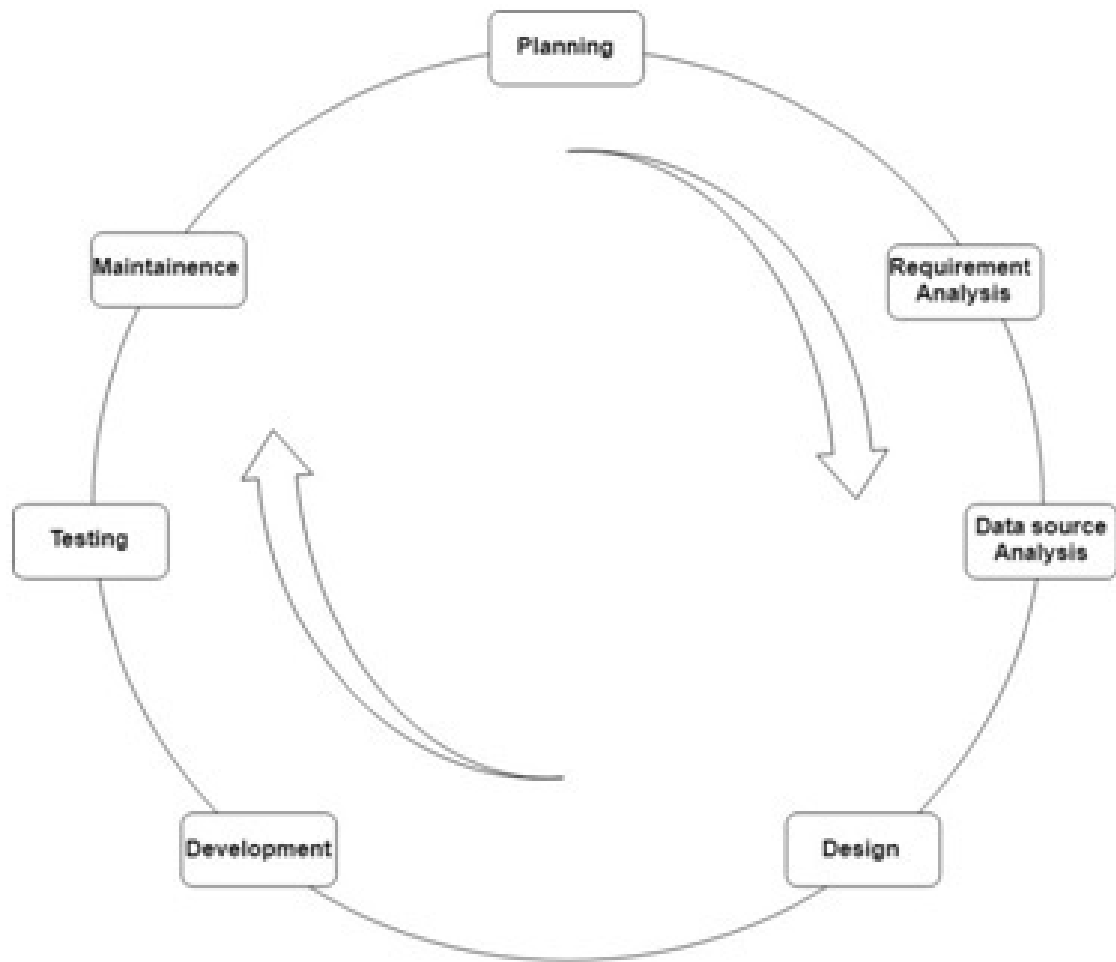 Planning
Requirement
Analysis
Data source
Analysis
Design
Development
Testing
Maintainence